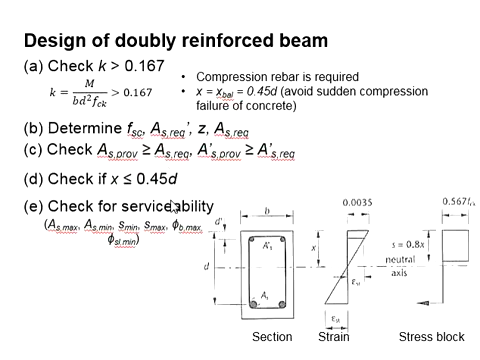 Design of doubly reinforced beam
(a) Check k > 0.167
k = M / bd²fck > 0.167
• Compression rebar is required
• x = xbal = 0.45d (avoid sudden compression
failure of concrete)
(b) Determine fsc, As,req', z, As,req
(c) Check As,prov ≥ As,req, A's,prov ≥ A's,req
(d) Check if x ≤ 0.45d
(e) Check for serviceability
(As,max, As,min, smin, smax, ϕb,max,
ϕsl,min)
b
0.0035
0.567fck
d'
A's
x
s = 0.8x
neutral
axis
d
εst
As
εst
Section
Strain
Stress block